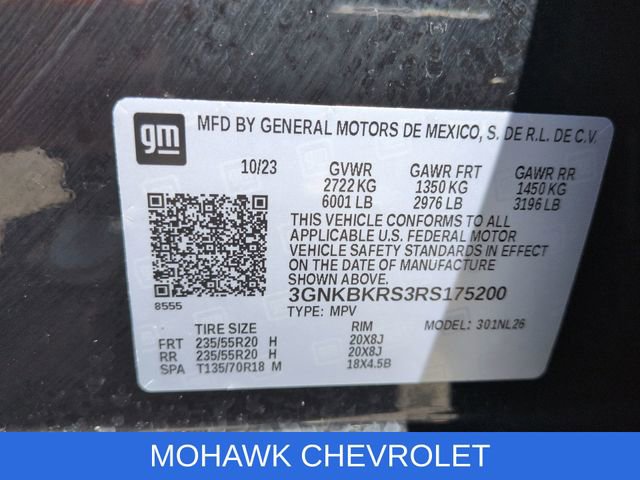 gm
MFD BY GENERAL MOTORS DE MEXICO, S. DE R.L. DE C.V.
10/23 GVWR GAWR FRT GAWR RR
2722 KG 1350 KG 1450 KG
6001 LB 2976 LB 3196 LB
THIS VEHICLE CONFORMS TO ALL
APPLICABLE U.S. FEDERAL MOTOR
VEHICLE SAFETY STANDARDS IN EFFECT
ON THE DATE OF MANUFACTURE SHOWN ABOVE.
3GNKBKRS3RS175200
8555
TYPE: MPV MODEL: 301NL26
TIRE SIZE RIM
FRT 235/55R20 H 20X8J
RR 235/55R20 H 20X8J
SPA T135/70R18 M 18X4.5B
MOHAWK CHEVROLET